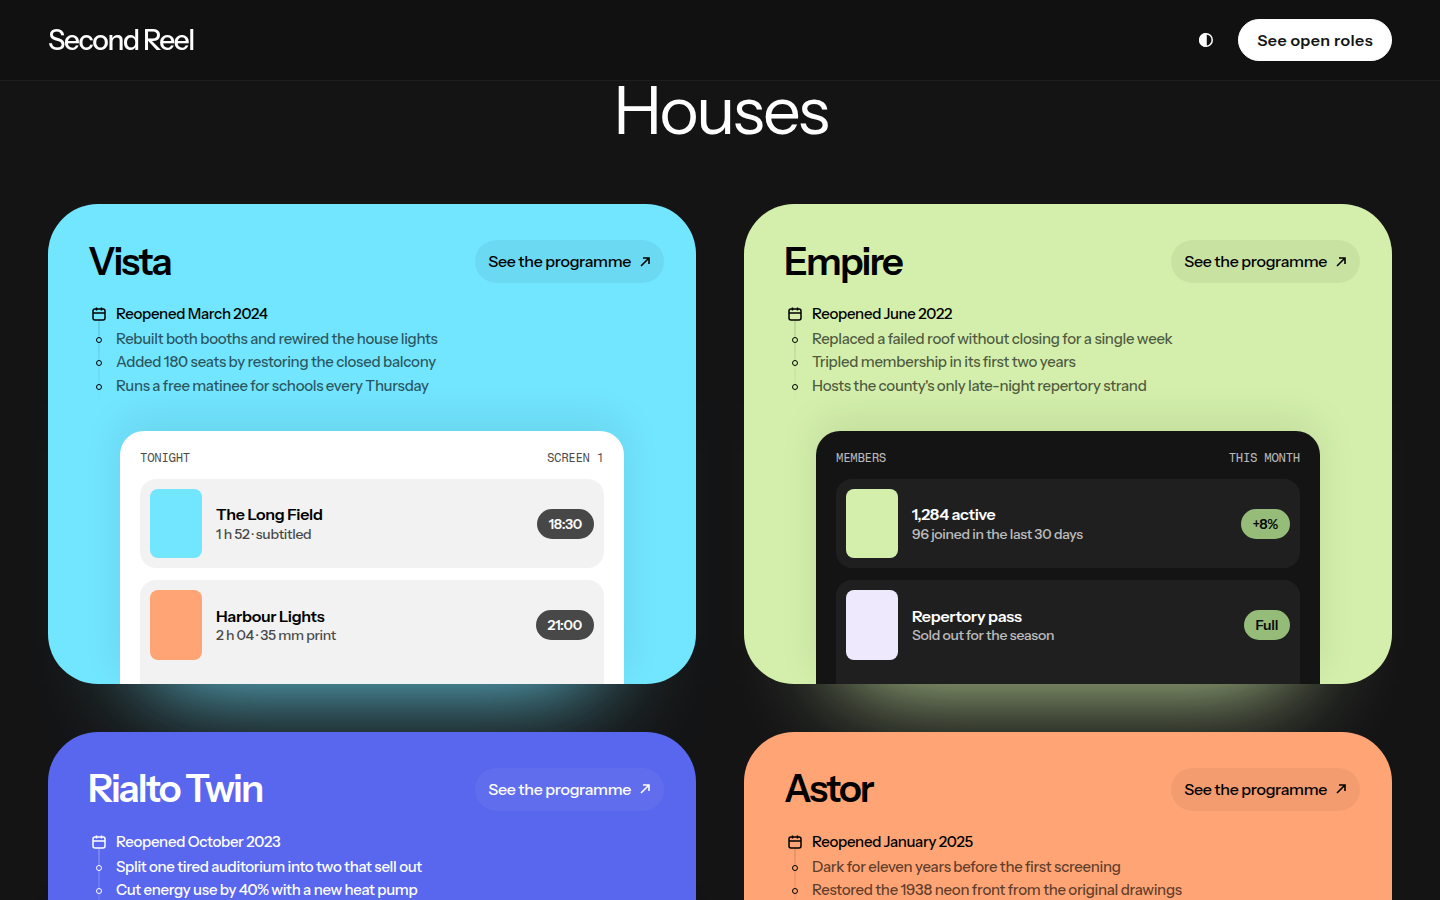 Second Reel
See open roles
Houses
Vista
See the programme
Reopened March 2024
Rebuilt both booths and rewired the house lights
Added 180 seats by restoring the closed balcony
Runs a free matinee for schools every Thursday
TONIGHT
SCREEN 1
The Long Field
1 h 52 · subtitled
18:30
Harbour Lights
2 h 04 · 35 mm print
21:00
Empire
See the programme
Reopened June 2022
Replaced a failed roof without closing for a single week
Tripled membership in its first two years
Hosts the county's only late-night repertory strand
MEMBERS
THIS MONTH
1,284 active
96 joined in the last 30 days
+8%
Repertory pass
Sold out for the season
Full
Rialto Twin
See the programme
Reopened October 2023
Split one tired auditorium into two that sell out
Cut energy use by 40% with a new heat pump
Astor
See the programme
Reopened January 2025
Dark for eleven years before the first screening
Restored the 1938 neon front from the original drawings